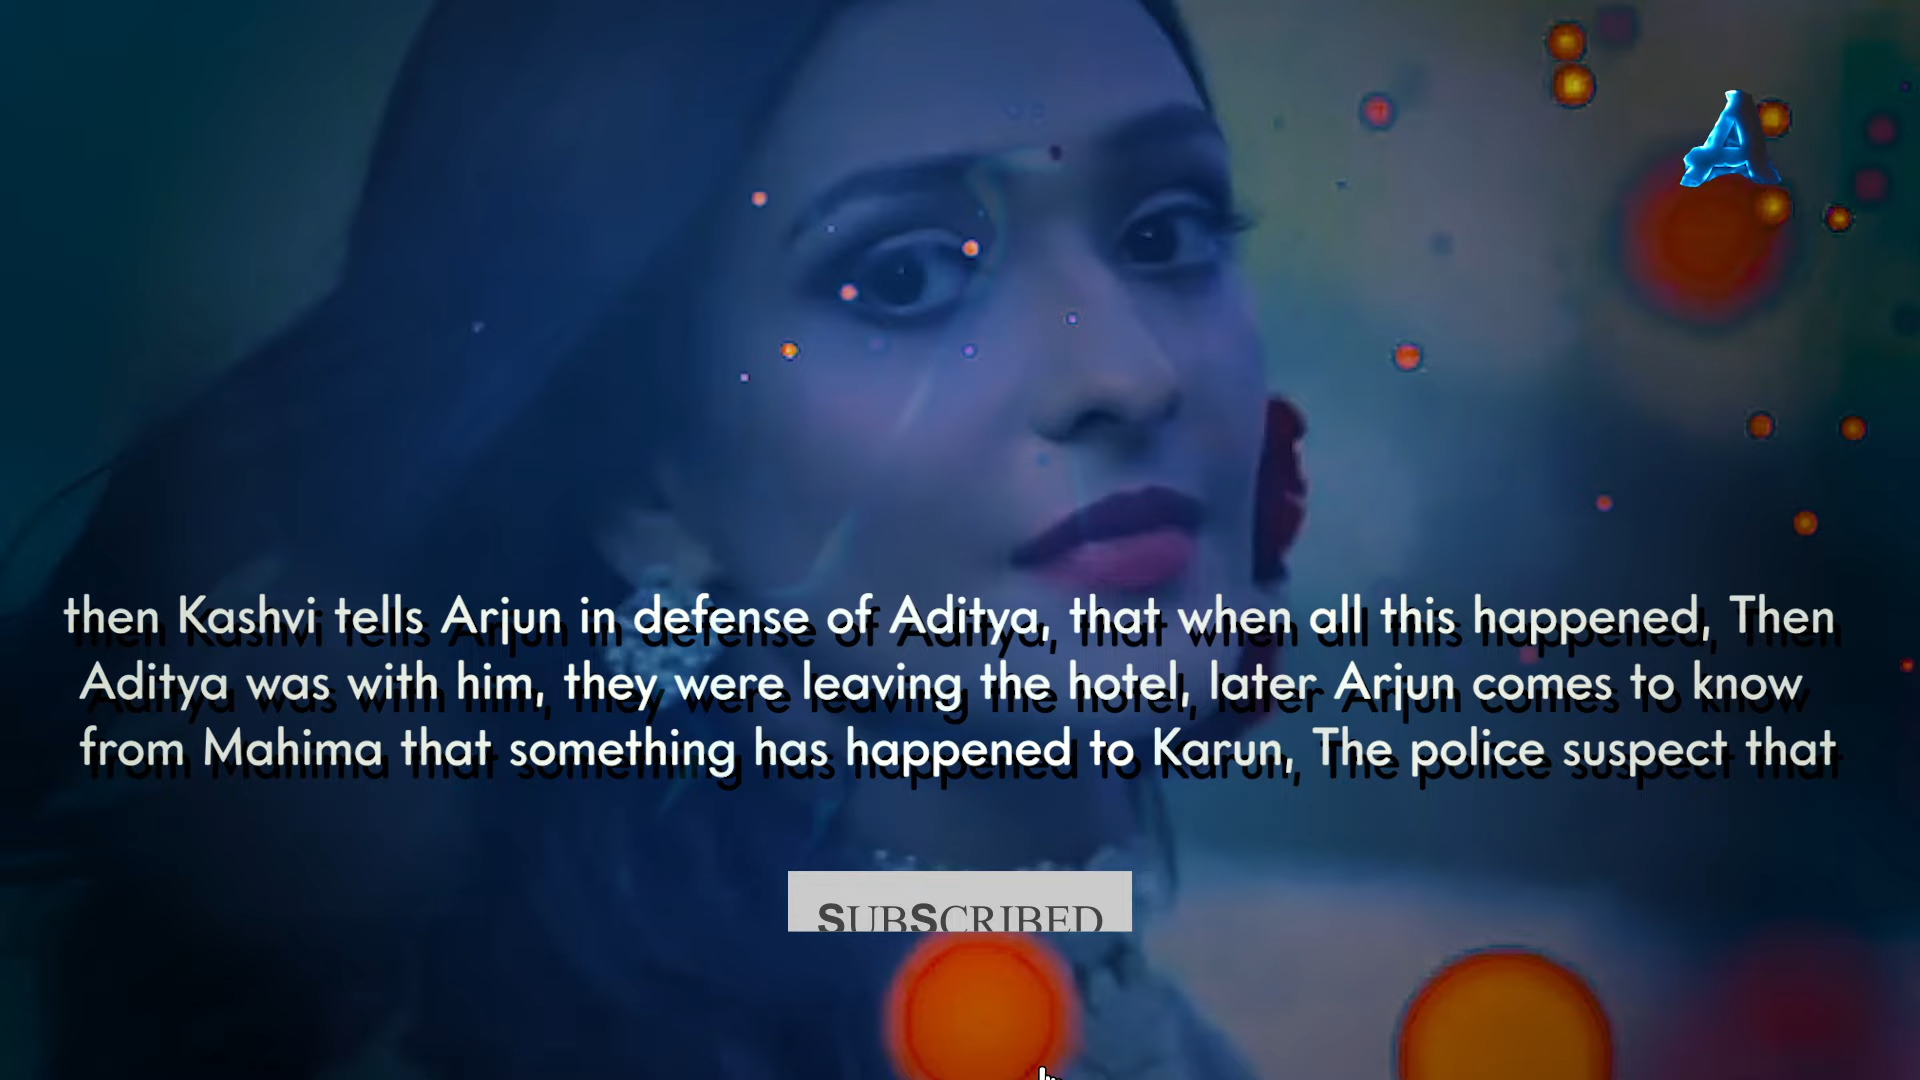 A
then Kashvi tells Arjun in defense of Aditya, that when all this happened, Then
Aditya was with him, they were leaving the hotel, later Arjun comes to know
from Mahima that something has happened to Karun, The police suspect that
SUBSCRIBED